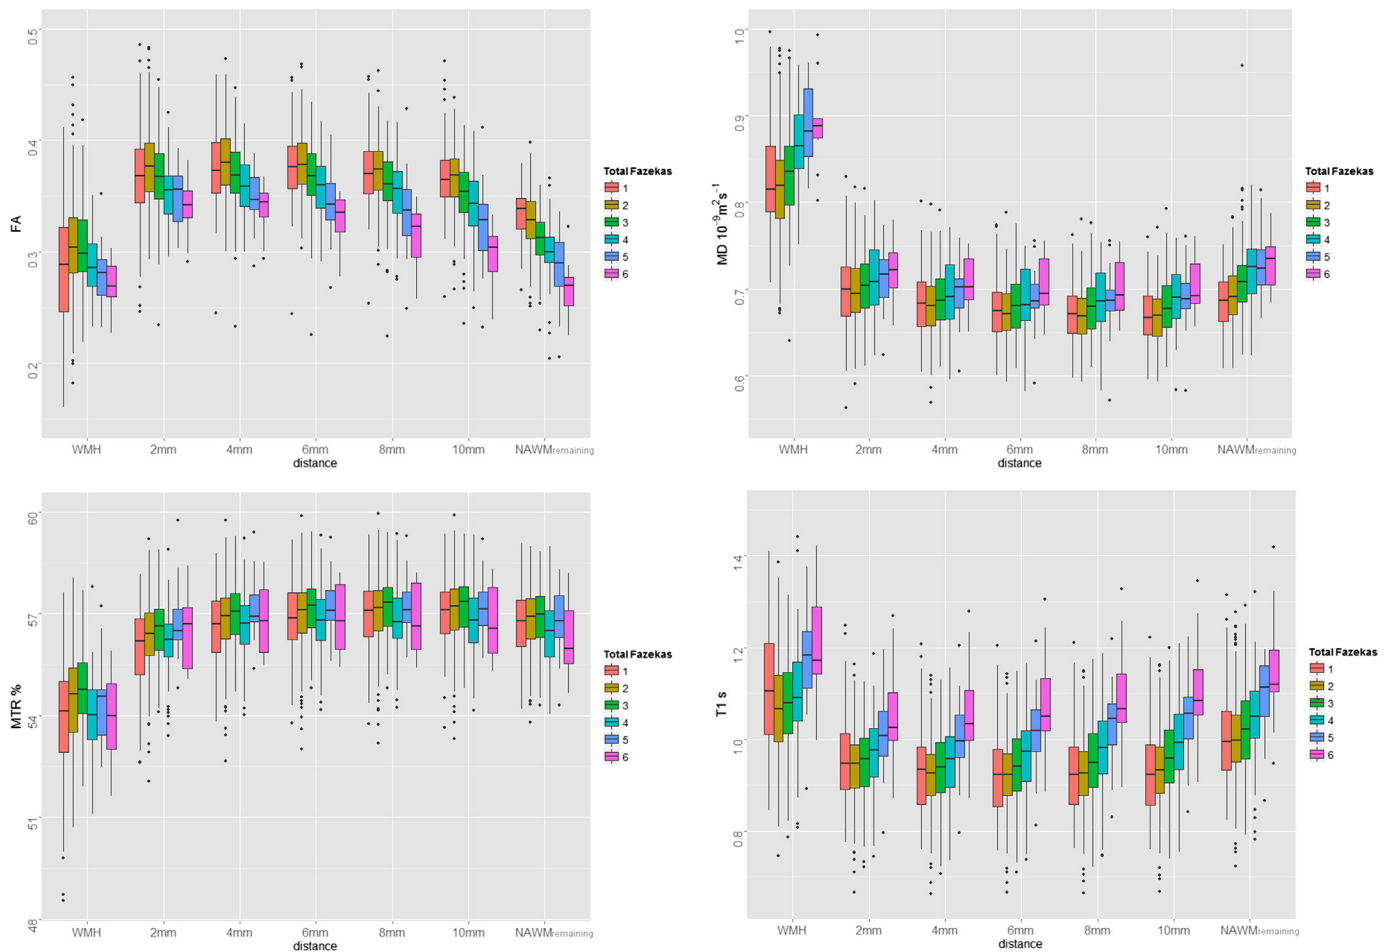 0.5
0.4
0.3
0.2
FA
WMH 2mm 4mm 6mm 8mm 10mm NAWMremaining
distance
Total Fazekas
1
2
3
4
5
6
1.0
0.9
0.8
0.7
0.6
MD 10⁻⁹m²s⁻¹
WMH 2mm 4mm 6mm 8mm 10mm NAWMremaining
distance
Total Fazekas
1
2
3
4
5
6
60
57
54
51
48
MTR %
WMH 2mm 4mm 6mm 8mm 10mm NAWMremaining
distance
Total Fazekas
1
2
3
4
5
6
1.4
1.2
1.0
0.8
T1 s
WMH 2mm 4mm 6mm 8mm 10mm NAWMremaining
distance
Total Fazekas
1
2
3
4
5
6